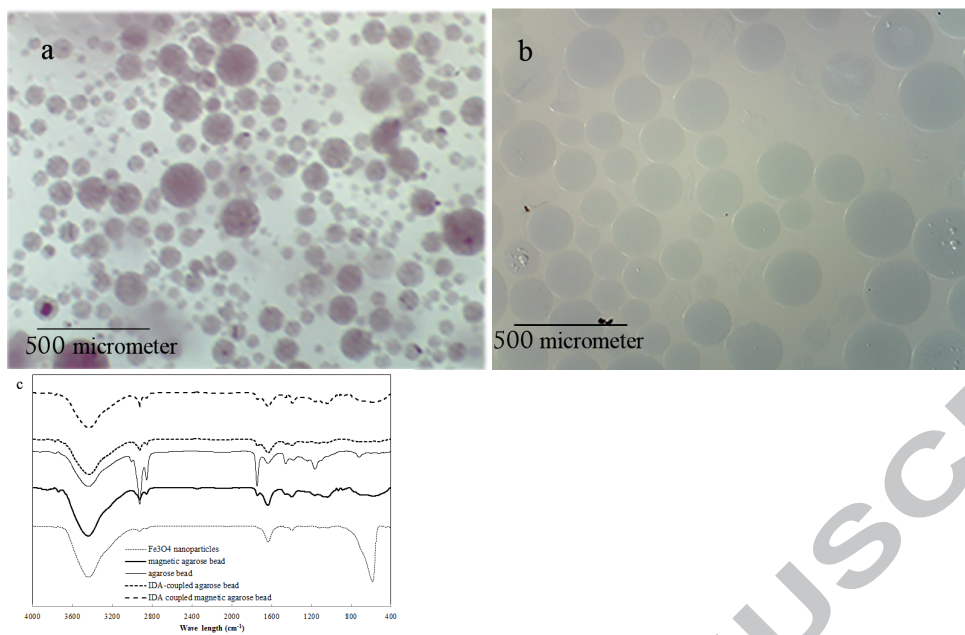 a
b
500 micrometer
500 micrometer
c
Fe3O4 nanoparticles
magnetic agarose bead
agarose bead
IDA-coupled agarose bead
IDA coupled magnetic agarose bead
4000 3600 3200 2800 2400 2000 1600 1200 800 400
Wave length (cm-1)
USC